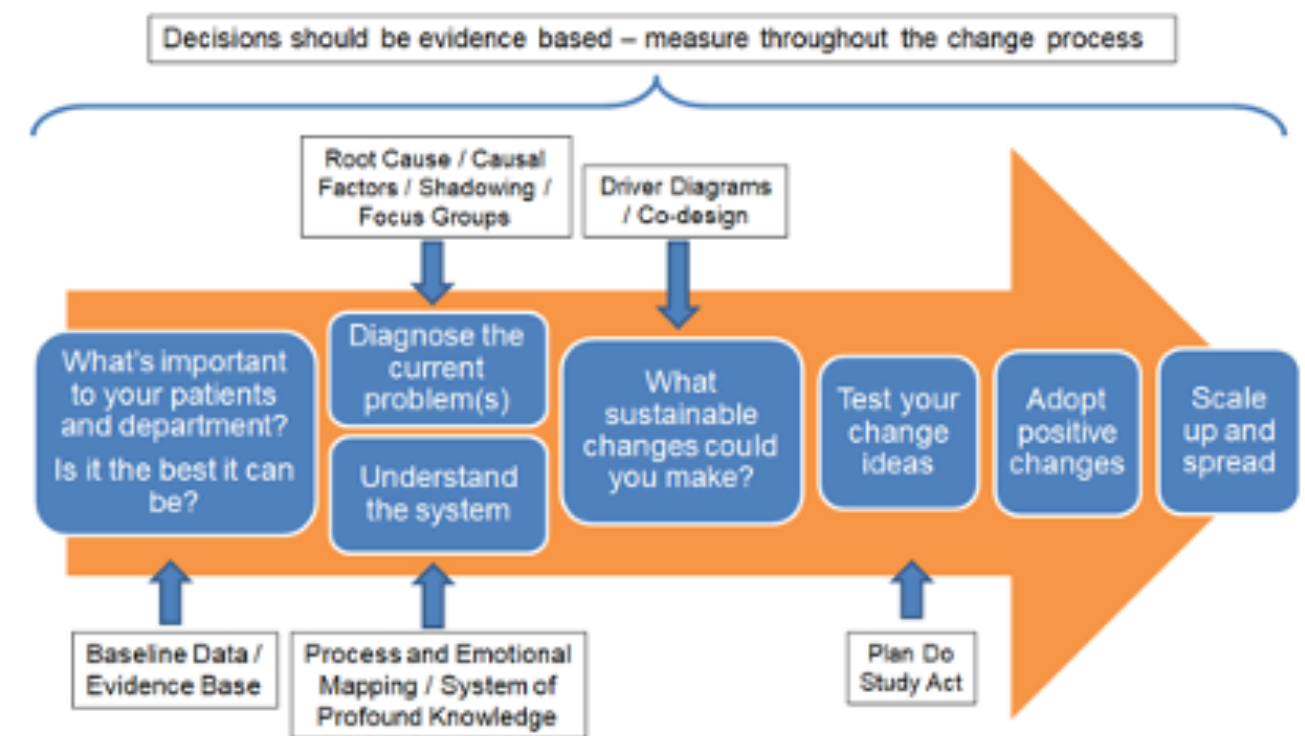 Decisions should be evidence based – measure throughout the change process
Root Cause / Causal
Factors / Shadowing /
Focus Groups
Driver Diagrams
/ Co-design
What's important
to your patients
and department?
Is it the best it can
be?
Diagnose the
current
problem(s)
Understand
the system
What
sustainable
changes could
you make?
Test your
change
ideas
Adopt
positive
changes
Scale
up and
spread
Baseline Data /
Evidence Base
Process and Emotional
Mapping / System of
Profound Knowledge
Plan Do
Study Act